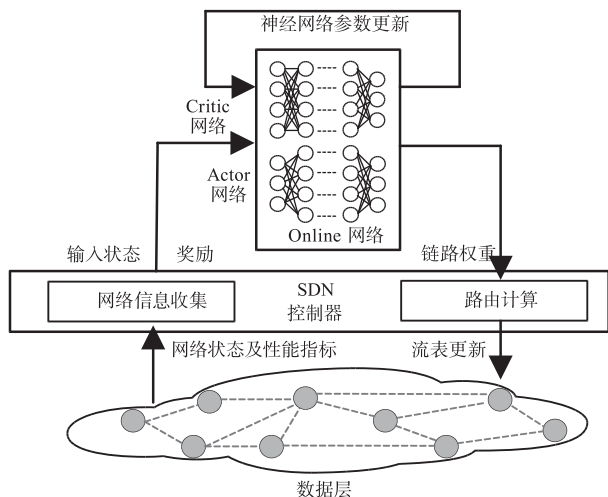 神经网络参数更新
Critic
网络
Actor
网络
Online 网络
输入状态
奖励
链路权重
网络信息收集
SDN
控制器
路由计算
网络状态及性能指标
流表更新
数据层